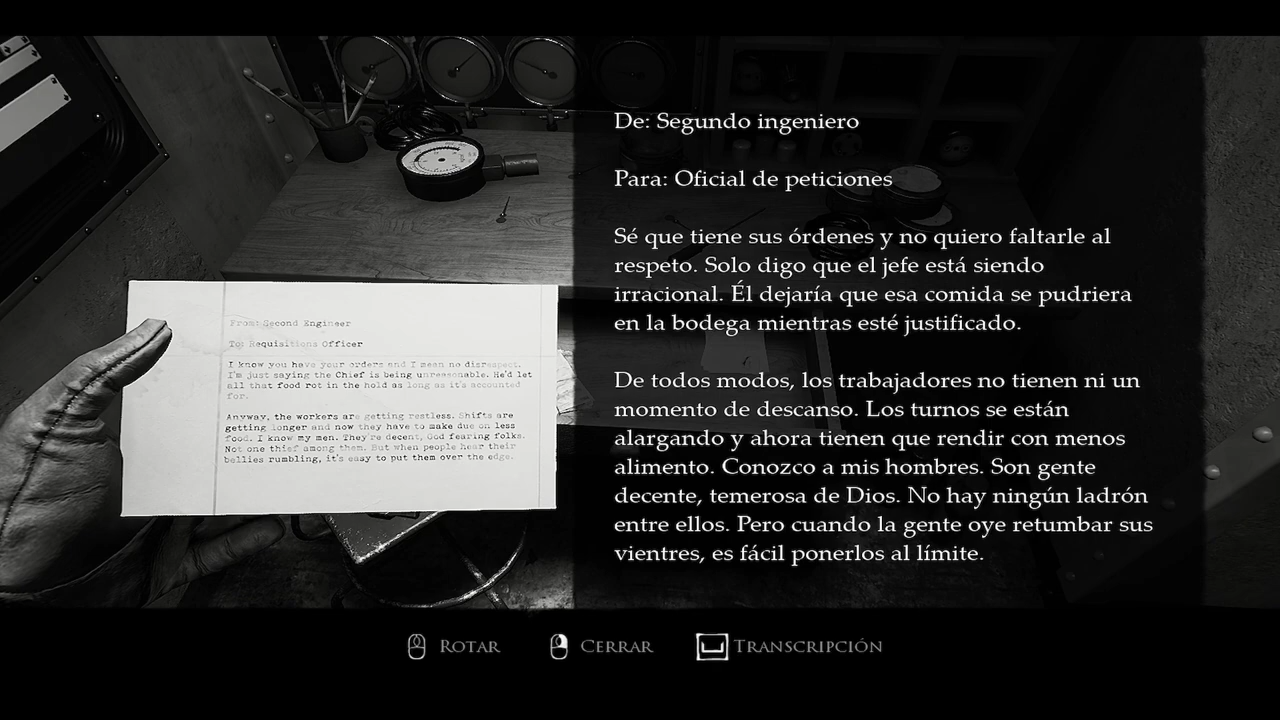 From: Second Engineer
To: Requisitions Officer
I know you have your orders and I mean no disrespect.
I'm just saying the Chief is being unreasonable. He'd let
all that food rot in the hold as long as it's accounted
for.
Anyway, the workers are getting restless. Shifts are
getting longer and now they have to make due on less
food. I know my men. They're decent, God fearing folks.
Not one thief among them. But when people hear their
bellies rumbling, it's easy to put them over the edge.
De: Segundo ingeniero
Para: Oficial de peticiones
Sé que tiene sus órdenes y no quiero faltarle al
respeto. Solo digo que el jefe está siendo
irracional. Él dejaría que esa comida se pudriera
en la bodega mientras esté justificado.
De todos modos, los trabajadores no tienen ni un
momento de descanso. Los turnos se están
alargando y ahora tienen que rendir con menos
alimento. Conozco a mis hombres. Son gente
decente, temerosa de Dios. No hay ningún ladrón
entre ellos. Pero cuando la gente oye retumbar sus
vientres, es fácil ponerlos al límite.
Rotar Cerrar Transcripción